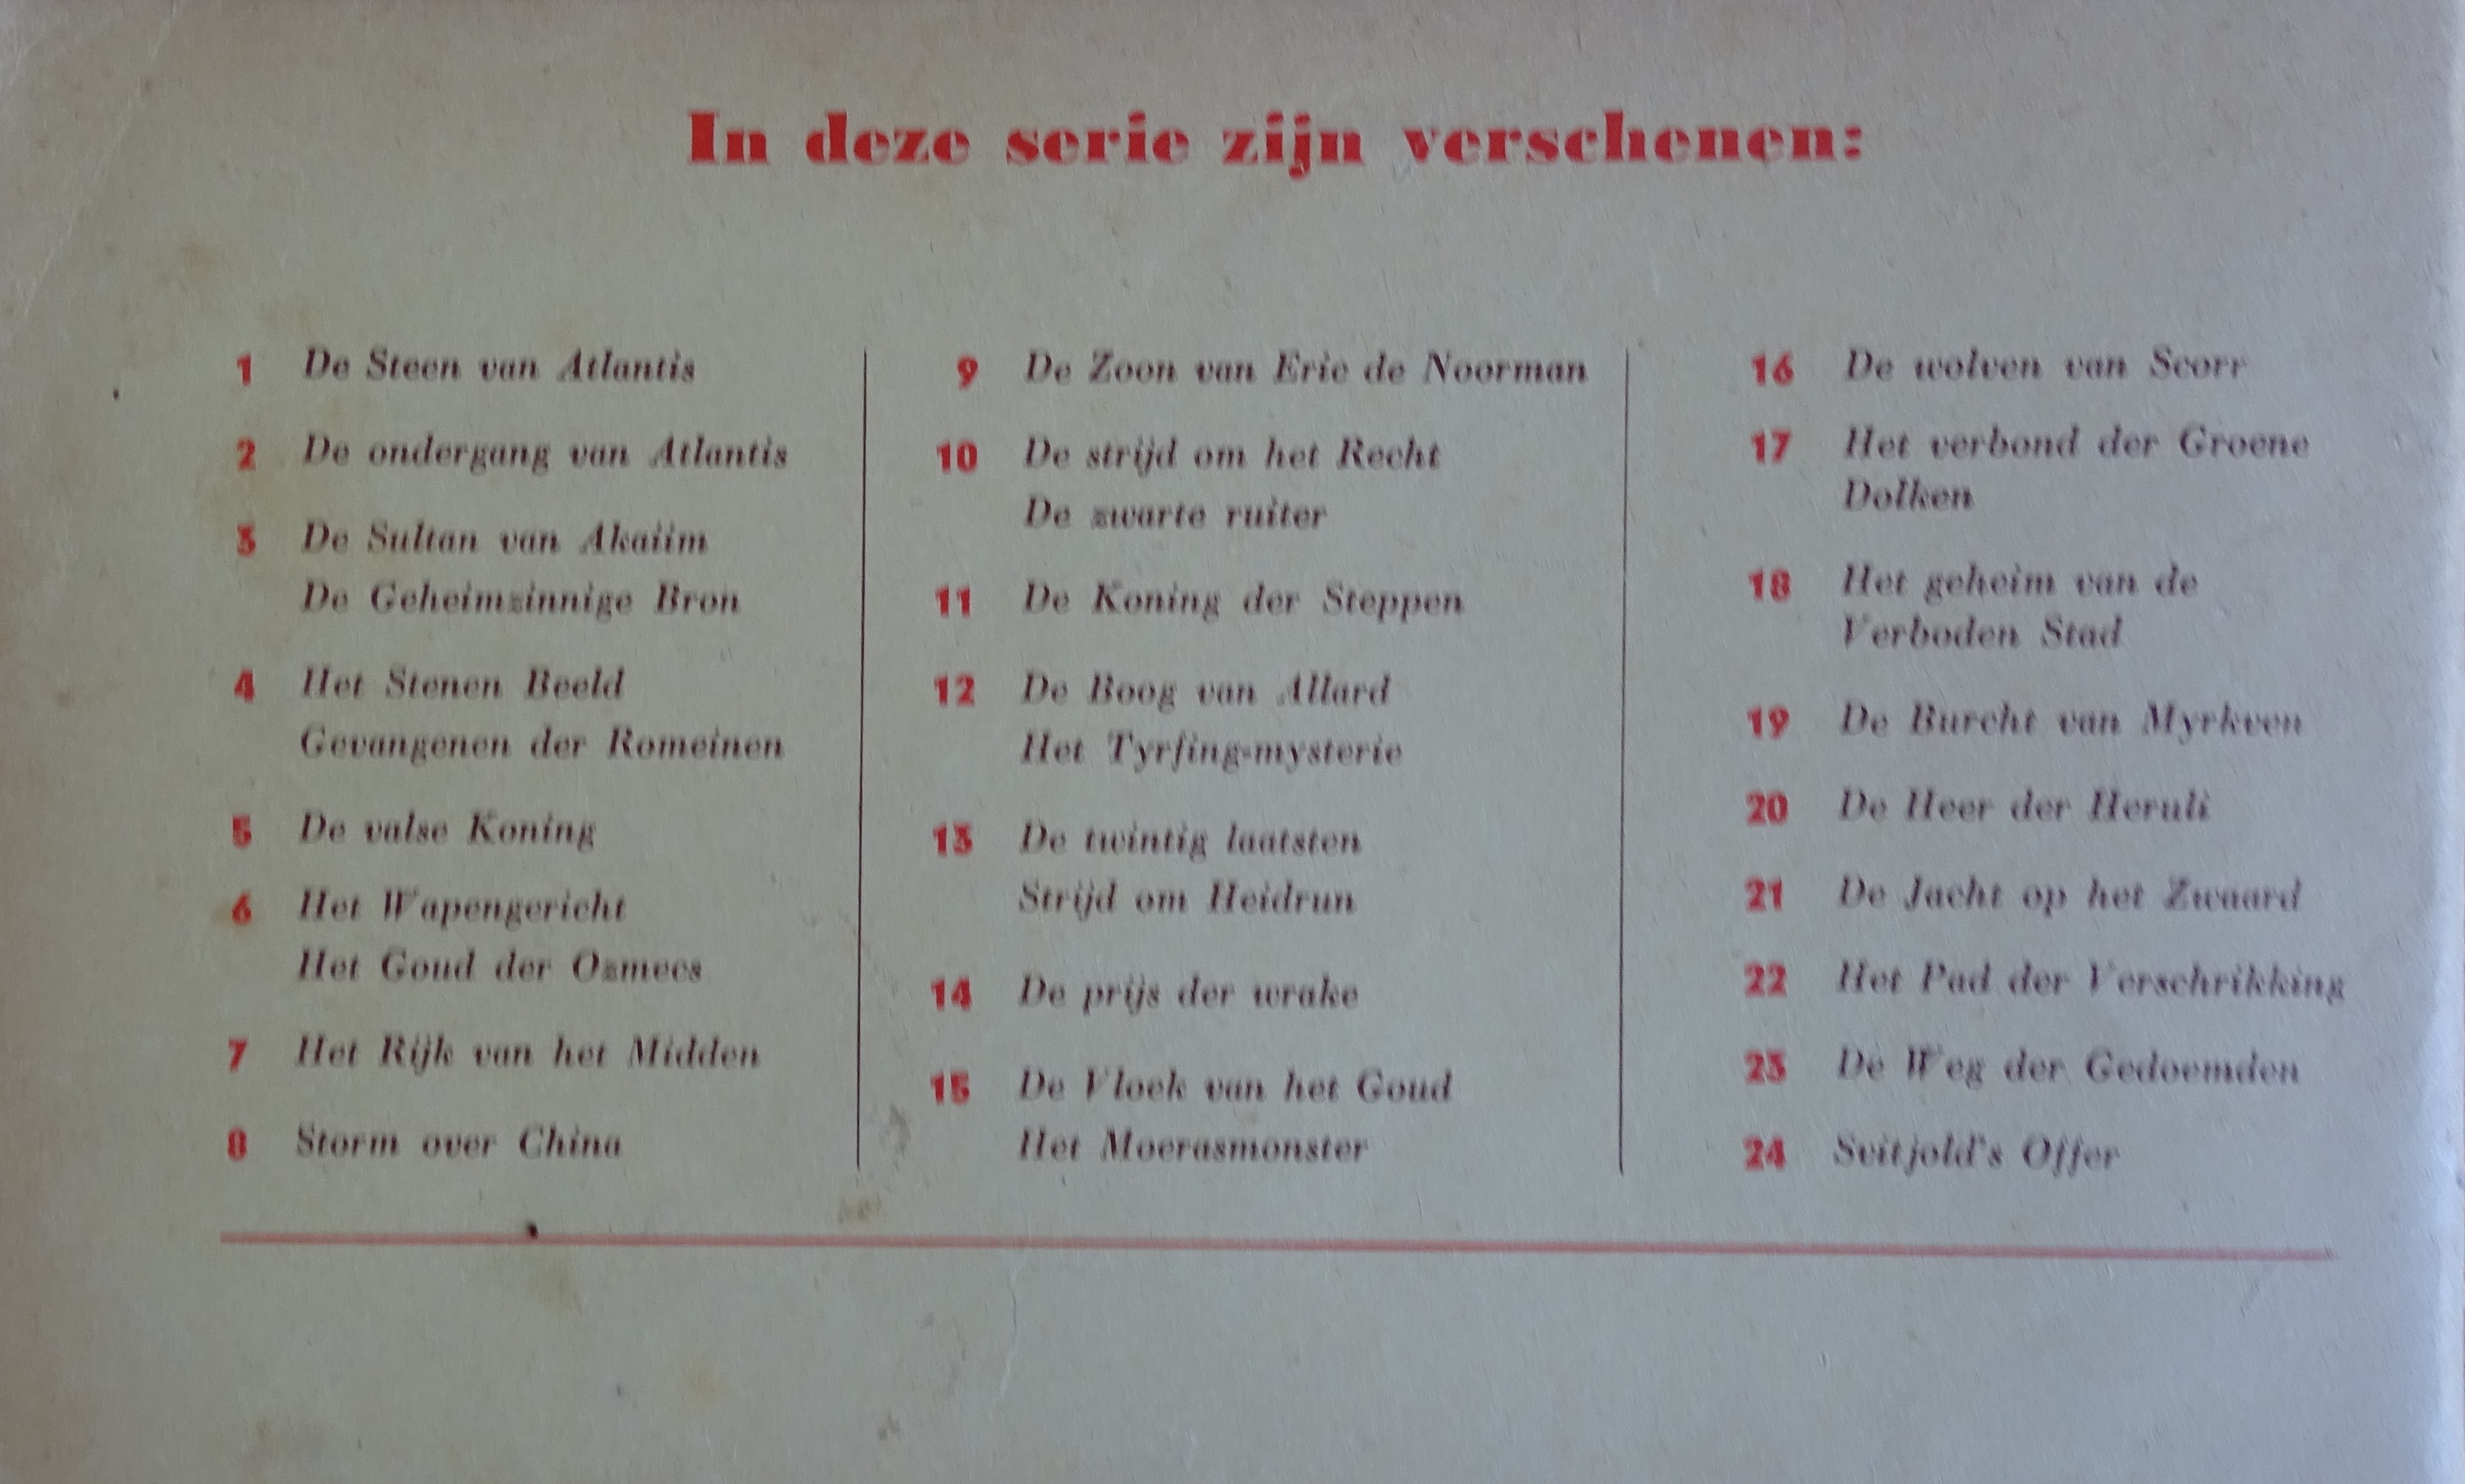 In deze serie zijn verschenen:
1 De Steen van Atlantis
2 De ondergang van Atlantis
3 De Sultan van Akaiim
De Geheimzinnige Bron
4 Het Stenen Beeld
Gevangenen der Romeinen
5 De valse Koning
6 Het Wapengericht
Het Goud der Ozmecs
7 Het Rijk van het Midden
8 Storm over China
9 De Zoon van Eric de Noorman
10 De strijd om het Recht
De zwarte ruiter
11 De Koning der Steppen
12 De Boog van Allard
Het Tyrfing-mysterie
13 De twintig laatsten
Strijd om Heidrun
14 De prijs der wrake
15 De Vloek van het Goud
Het Moerasmonster
16 De wolven van Scorr
17 Het verbond der Groene
Dolken
18 Het geheim van de
Verboden Stad
19 De Burcht van Myrkven
20 De Heer der Heruli
21 De Jacht op het Zwaard
22 Het Pad der Verschrikking
23 De Weg der Gedoemden
24 Svitjold's Offer